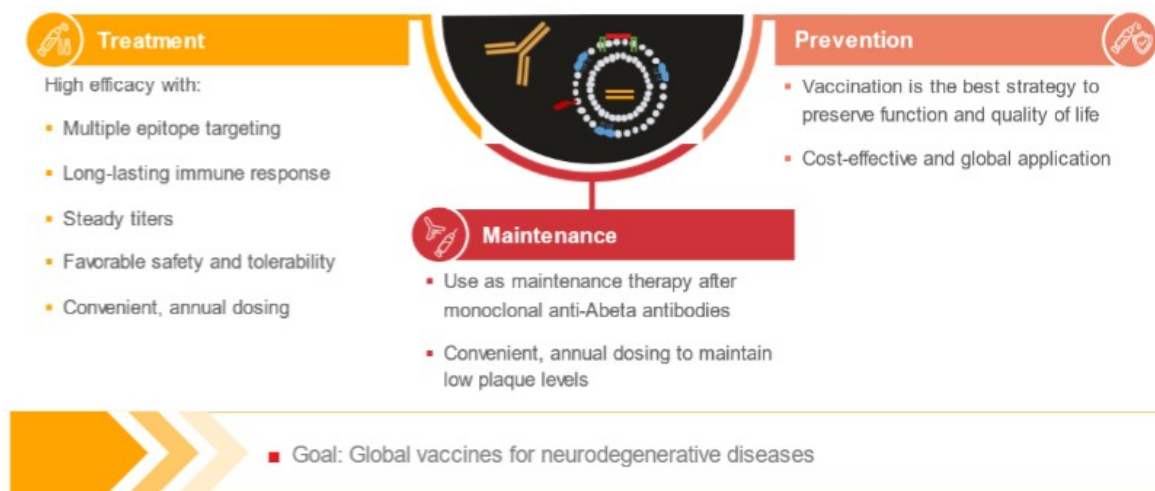 Treatment
High efficacy with:
▪ Multiple epitope targeting
▪ Long-lasting immune response
▪ Steady titers
▪ Favorable safety and tolerability
▪ Convenient, annual dosing
Maintenance
▪ Use as maintenance therapy after
monoclonal anti-Abeta antibodies
▪ Convenient, annual dosing to maintain
low plaque levels
Prevention
▪ Vaccination is the best strategy to
preserve function and quality of life
▪ Cost-effective and global application
■ Goal: Global vaccines for neurodegenerative diseases